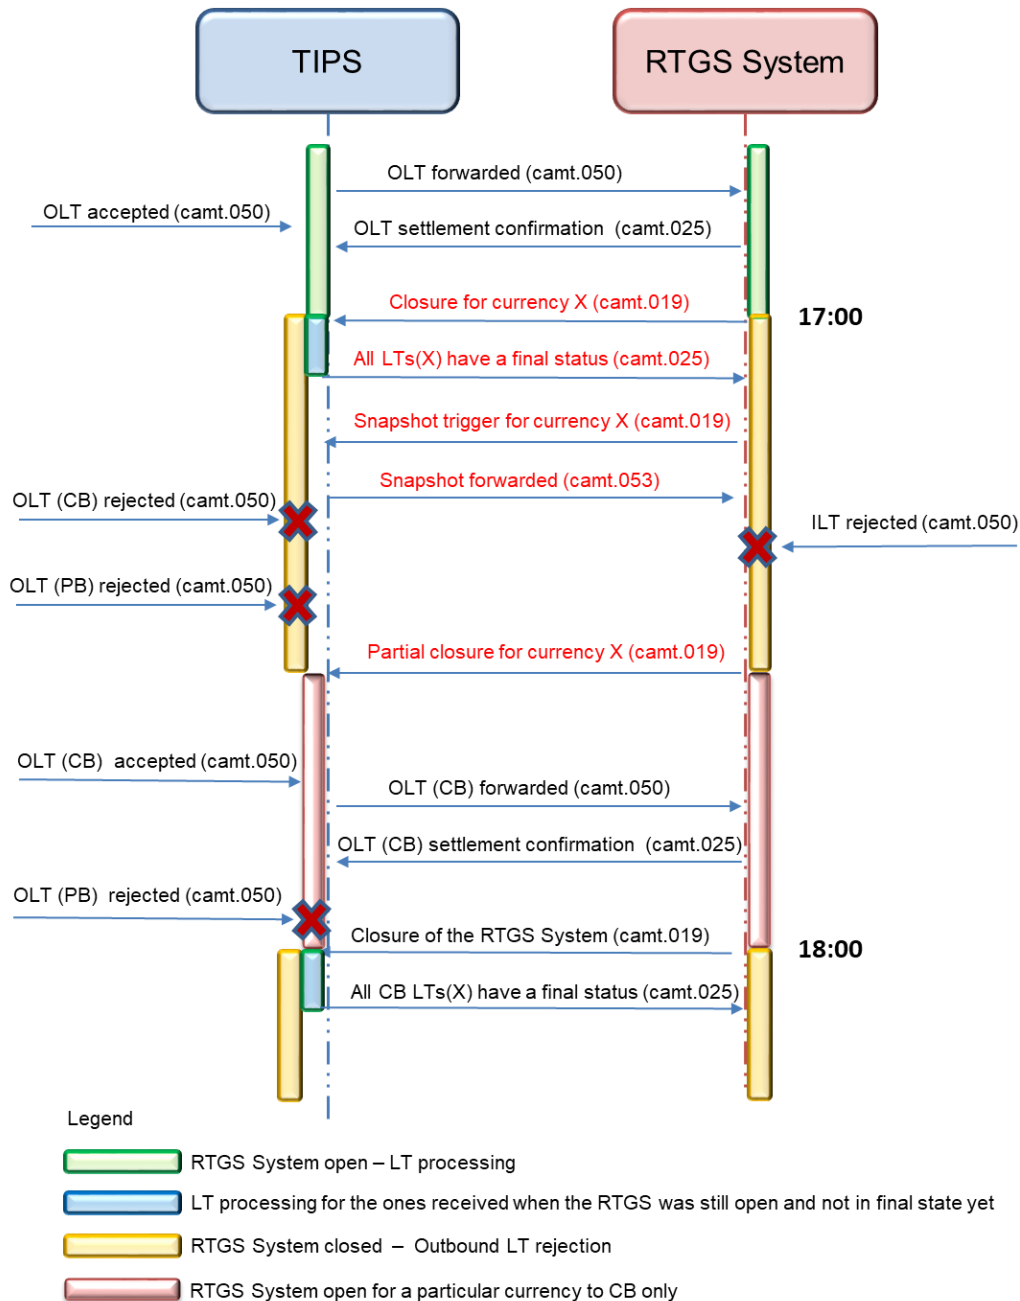 TIPS
RTGS System
OLT forwarded (camt.050)
OLT accepted (camt.050)
OLT settlement confirmation (camt.025)
Closure for currency X (camt.019)
17:00
All LTs(X) have a final status (camt.025)
Snapshot trigger for currency X (camt.019)
Snapshot forwarded (camt.053)
OLT (CB) rejected (camt.050)
ILT rejected (camt.050)
OLT (PB) rejected (camt.050)
Partial closure for currency X (camt.019)
OLT (CB) accepted (camt.050)
OLT (CB) forwarded (camt.050)
OLT (CB) settlement confirmation (camt.025)
OLT (PB) rejected (camt.050)
Closure of the RTGS System (camt.019)
18:00
All CB LTs(X) have a final status (camt.025)
Legend
RTGS System open – LT processing
LT processing for the ones received when the RTGS was still open and not in final state yet
RTGS System closed – Outbound LT rejection
RTGS System open for a particular currency to CB only